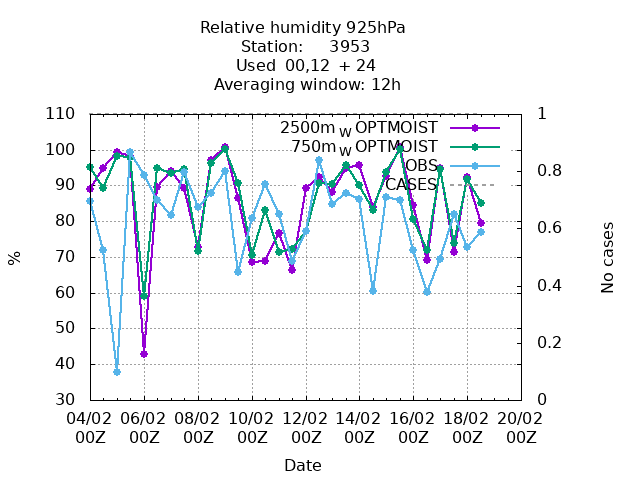 Relative humidity 925hPa
Station: 3953
Used 00,12 + 24
Averaging window: 12h
2500m_W OPTMOIST
750m_W OPTMOIST
OBS
CASES
110
100
90
80
70
60
50
40
30
%
1
0.8
0.6
0.4
0.2
0
No cases
04/02 06/02 08/02 10/02 12/02 14/02 16/02 18/02 20/02
00Z 00Z 00Z 00Z 00Z 00Z 00Z 00Z 00Z
Date